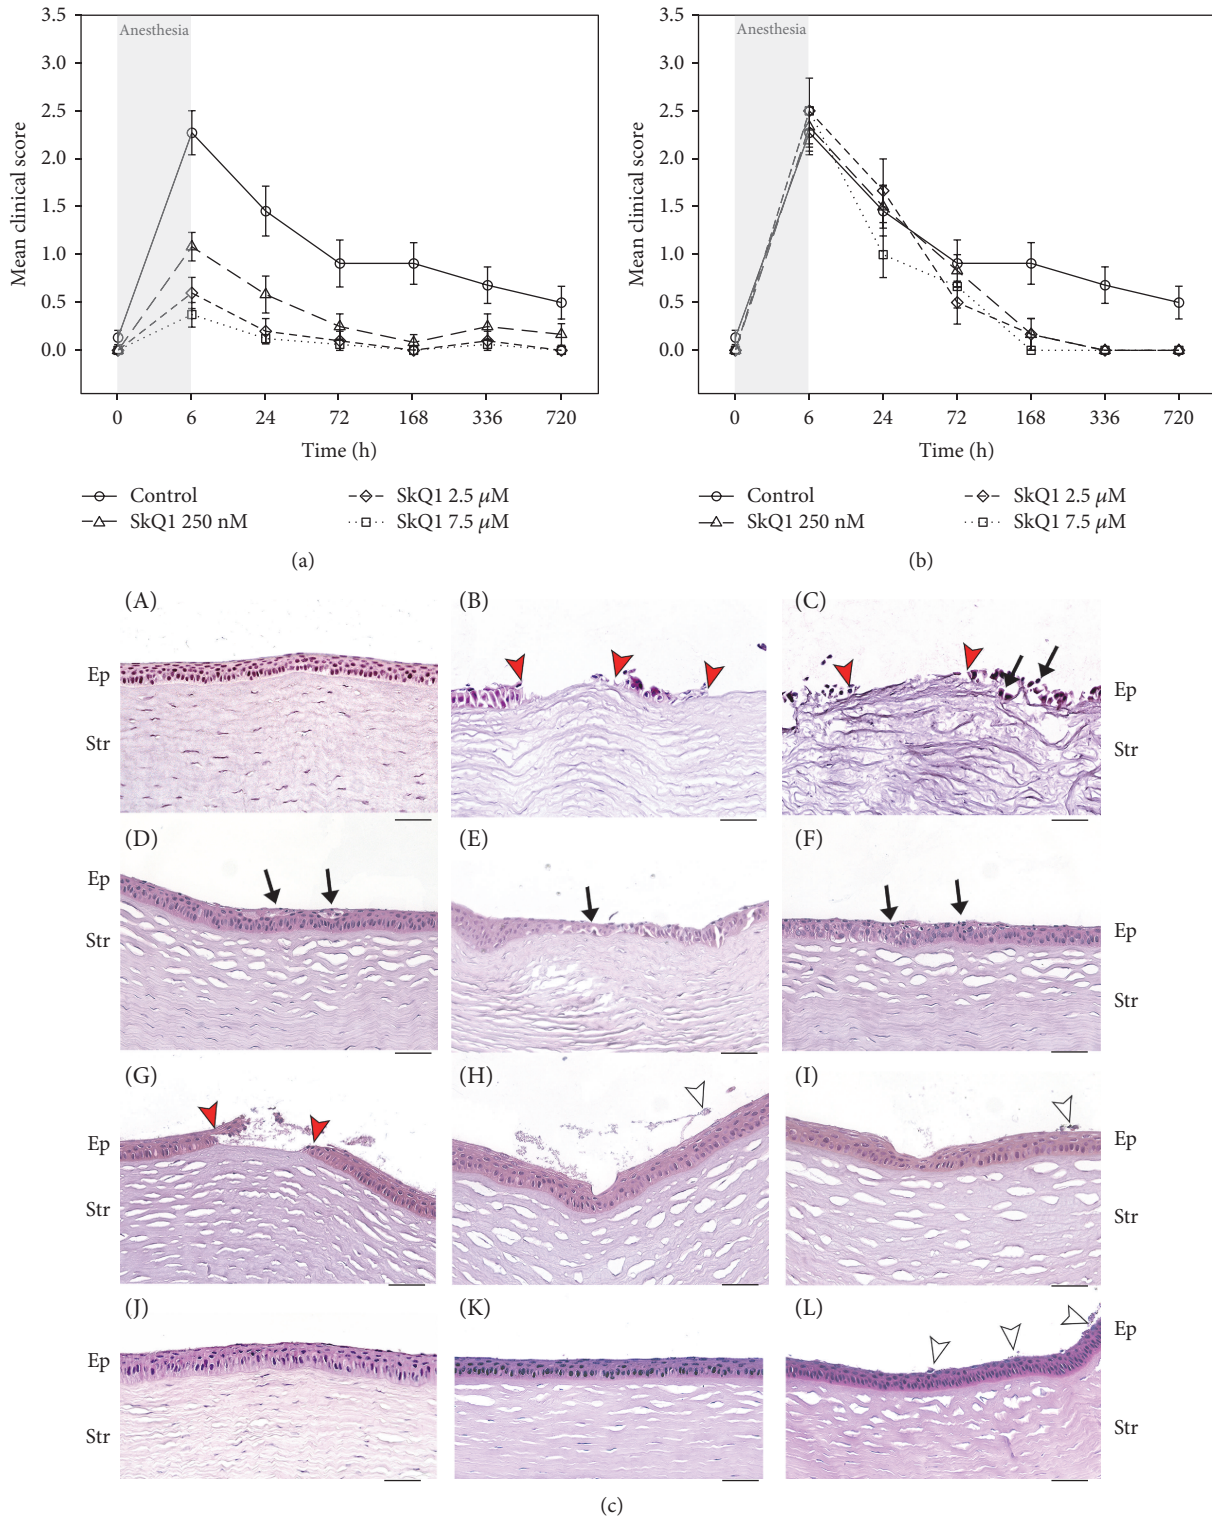 3.5
3.0
2.5
2.0
1.5
1.0
0.5
0.0
Mean clinical score
Anesthesia
0 6 24 72 168 336 720
Time (h)
Control
SkQ1 250 nM
SkQ1 2.5 μM
SkQ1 7.5 μM
(a)
3.5
3.0
2.5
2.0
1.5
1.0
0.5
0.0
Mean clinical score
Anesthesia
0 6 24 72 168 336 720
Time (h)
Control
SkQ1 250 nM
SkQ1 2.5 μM
SkQ1 7.5 μM
(b)
(A) (B) (C)
Ep Ep
Str Str
(D) (E) (F)
Ep Ep
Str Str
(G) (H) (I)
Ep Ep
Str Str
(J) (K) (L)
Ep Ep
Str Str
(c)